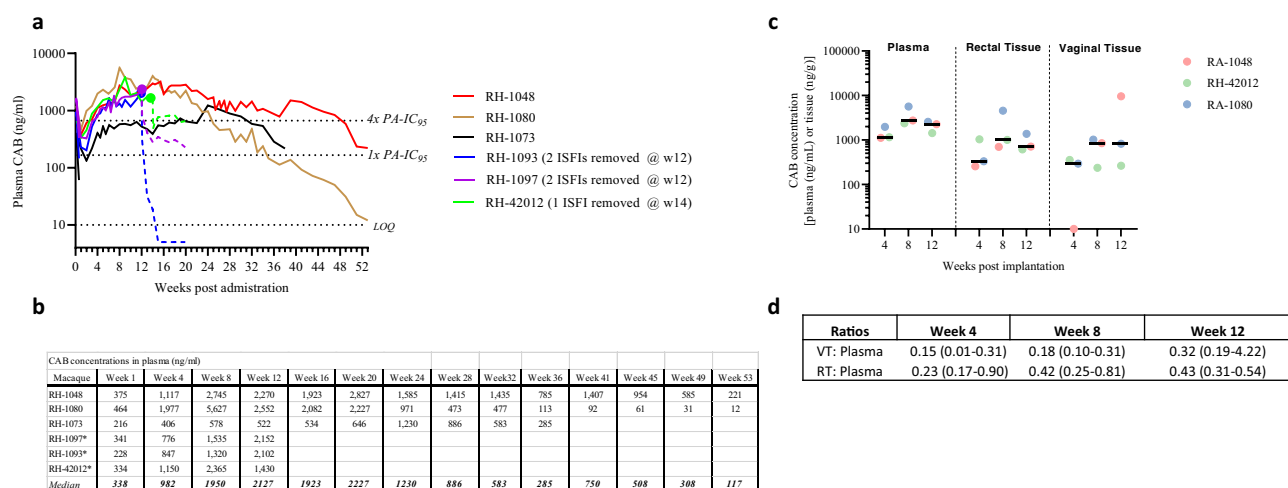 a
10000
1000
100
10
Plasma CAB (ng/ml)
4x PA-IC95
1x PA-IC95
LOQ
0 4 8 12 16 20 24 28 32 36 40 44 48 52
Weeks post admistration
RH-1048
RH-1080
RH-1073
RH-1093 (2 ISFIs removed @ w12)
RH-1097 (2 ISFIs removed @ w12)
RH-42012 (1 ISFI removed @ w14)
b
CAB concentrations in plasma (ng/ml)
Macaque Week 1 Week 4 Week 8 Week 12 Week 16 Week 20 Week 24 Week 28 Week32 Week 36 Week 41 Week 45 Week 49 Week 53
RH-1048 375 1,117 2,745 2,270 1,923 2,827 1,585 1,415 1,435 785 1,407 954 585 221
RH-1080 464 1,977 5,627 2,552 2,082 2,227 971 473 477 113 92 61 31 12
RH-1073 216 406 578 522 534 646 1,230 886 583 285
RH-1097* 341 776 1,535 2,152
RH-1093* 228 847 1,320 2,102
RH-42012* 334 1,150 2,365 1,430
Median 338 982 1950 2127 1923 2227 1230 886 583 285 750 508 308 117
c
Plasma Rectal Tissue Vaginal Tissue
100000
10000
1000
100
10
CAB concentration
[plasma (ng/mL) or tissue (ng/g)]
4 8 12 4 8 12 4 8 12
Weeks post implantation
RA-1048
RH-42012
RA-1080
d
Ratios Week 4 Week 8 Week 12
VT: Plasma 0.15 (0.01-0.31) 0.18 (0.10-0.31) 0.32 (0.19-4.22)
RT: Plasma 0.23 (0.17-0.90) 0.42 (0.25-0.81) 0.43 (0.31-0.54)